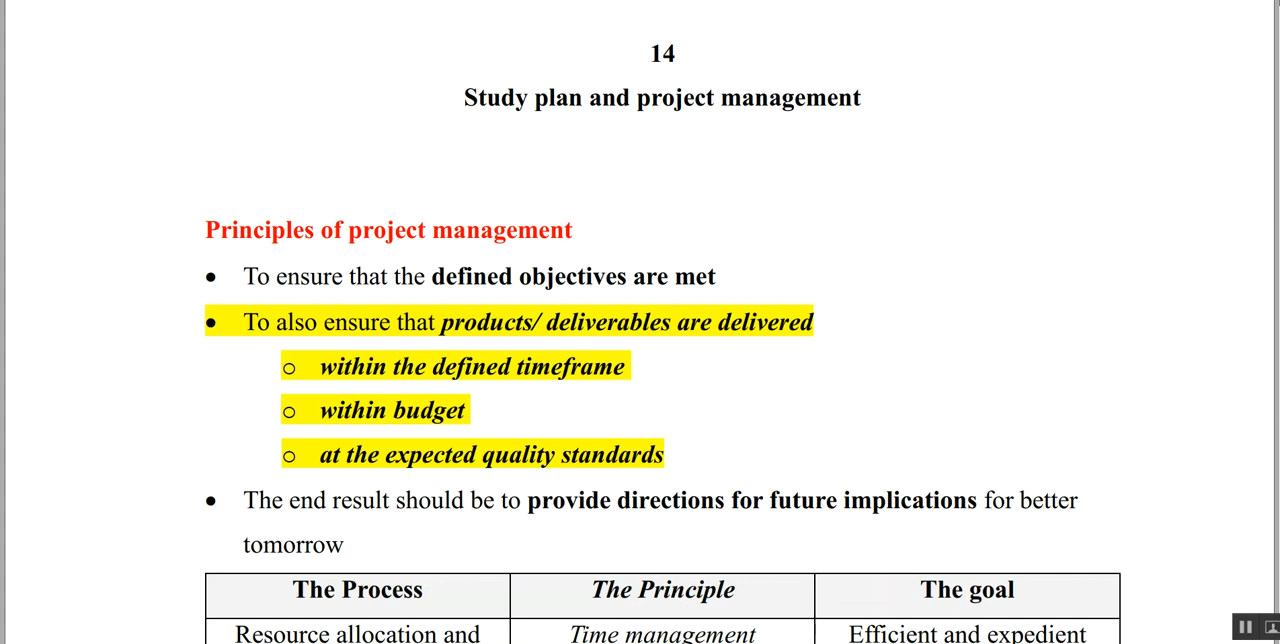 14
Study plan and project management
Principles of project management
• To ensure that the defined objectives are met
• To also ensure that products/ deliverables are delivered
o within the defined timeframe
o within budget
o at the expected quality standards
• The end result should be to provide directions for future implications for better
tomorrow
The Process The Principle The goal
Resource allocation and Time management Efficient and expedient